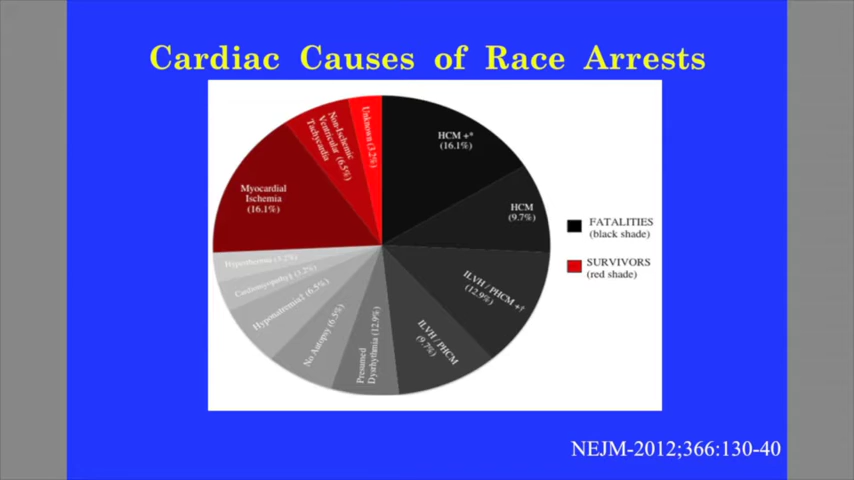 Cardiac Causes of Race Arrests
Unknown (3.2%)
Non-Ischemic
Ventricular (6.5%)
Tachycardia
HCM +*
(16.1%)
Myocardial
Ischemia
(16.1%)
HCM
(9.7%)
FATALITIES
(black shade)
SURVIVORS
(red shade)
Hypothermia (3.2%)
Cardiomyopathy§ (3.2%)
Hyponatremia‡ (6.5%)
No Autopsy (6.5%)
Presumed
Dysrhythmia (12.9%)
ILVH / PHCM
(9.7%)
ILVH / PHCM +†
(12.9%)
NEJM-2012;366:130-40